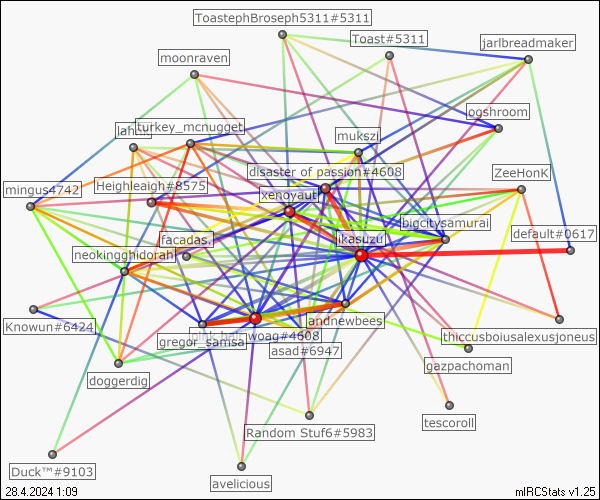 ToastephBroseph5311#5311
Toast#5311
jarlbreadmaker
moonraven
ogshroom
turkey_mcnugget
mukszi
disaster of passion#4608
ZeeHonK
Heighleaigh#8575
mingus4742
xenoyaut
bigcitysamurai
default#0617
facadas.
ikasuzu
neokingghidorah
andnewbees
Knowun#6424
gregor_samsa
woag#4608
thiccusboiusalexusjoneus
asad#6947
gazpachoman
doggerdig
tescoroll
Random Stuf6#5983
Duck™#9103
avelicious
28.4.2024 1:09
mIRCStats v1.25